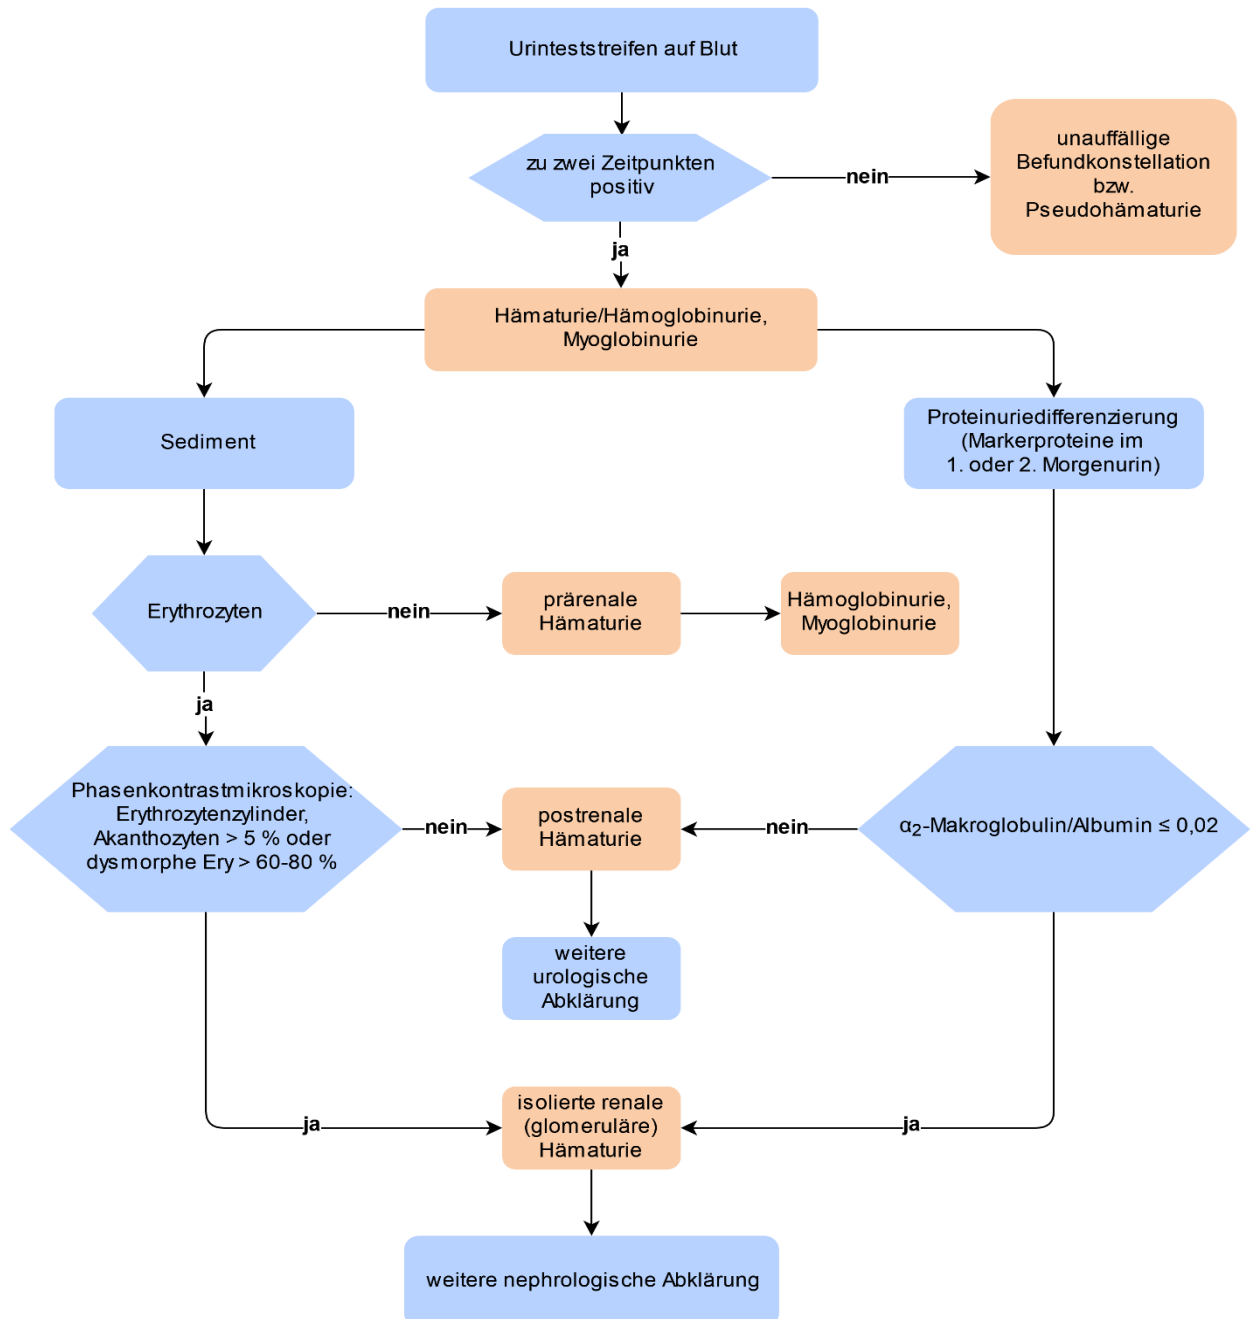 Urinteststreifen auf Blut
zu zwei Zeitpunkten
positiv
nein
unauffällige
Befundkonstellation
bzw.
Pseudohämaturie
ja
Hämaturie/Hämoglobinurie,
Myoglobinurie
Sediment
Proteinuriedifferenzierung
(Markerproteine im
1. oder 2. Morgenurin)
Erythrozyten
nein
prärenale
Hämaturie
Hämoglobinurie,
Myoglobinurie
ja
Phasenkontrastmikroskopie:
Erythrozytenzylinder,
Akanthozyten > 5 % oder
dysmorphe Ery > 60-80 %
nein
postrenale
Hämaturie
nein
α₂-Makroglobulin/Albumin ≤ 0,02
weitere
urologische
Abklärung
ja
isolierte renale
(glomeruläre)
Hämaturie
ja
weitere nephrologische Abklärung